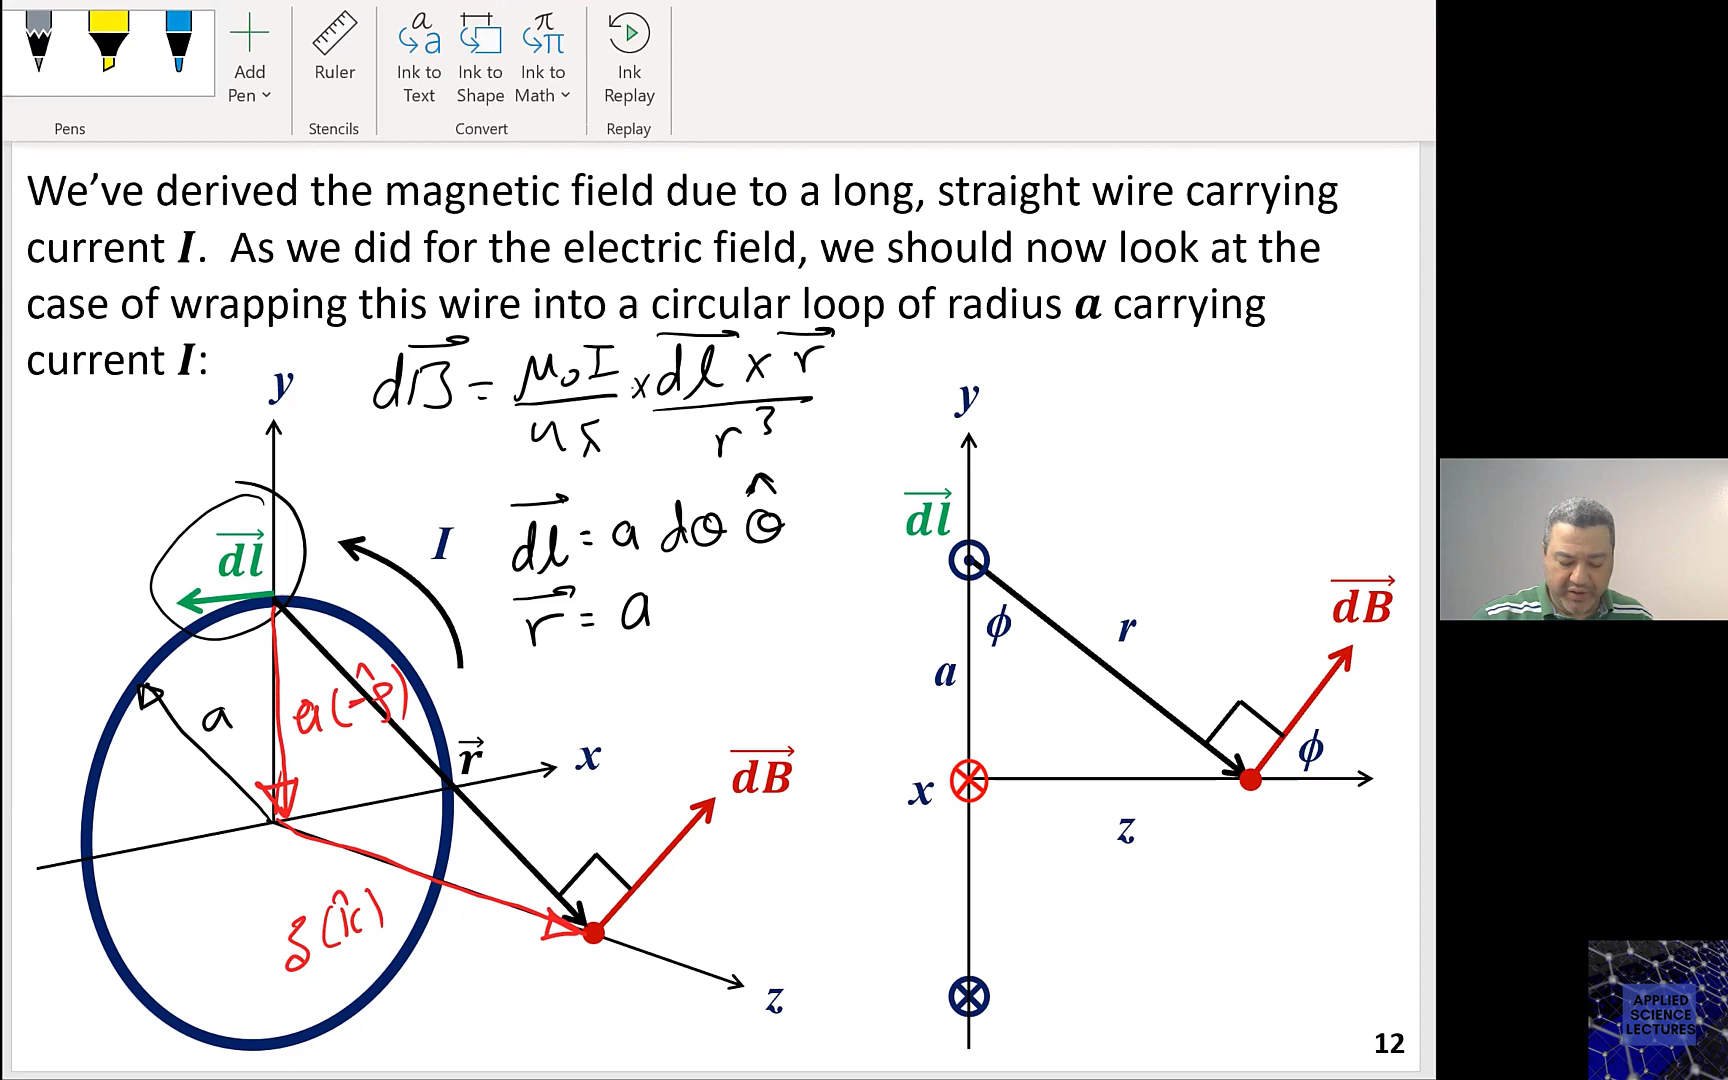 Add
Pen
Ruler
Ink to
Text
Ink to
Shape
Ink to
Math
Ink
Replay
Pens
Stencils
Convert
Replay
We've derived the magnetic field due to a long, straight wire carrying
current I. As we did for the electric field, we should now look at the
case of wrapping this wire into a circular loop of radius a carrying
current I:
dB⃗ = μ₀I/4π × dl⃗ × r⃗/r³
dl⃗ = a dθ θ̂
r⃗ = a
y
dl⃗
I
a
a(-ρ̂)
r⃗
x
dB⃗
z(k̂)
z
y
dl⃗
ϕ
r
a
dB⃗
ϕ
x
z
12
APPLIED
SCIENCE
LECTURES